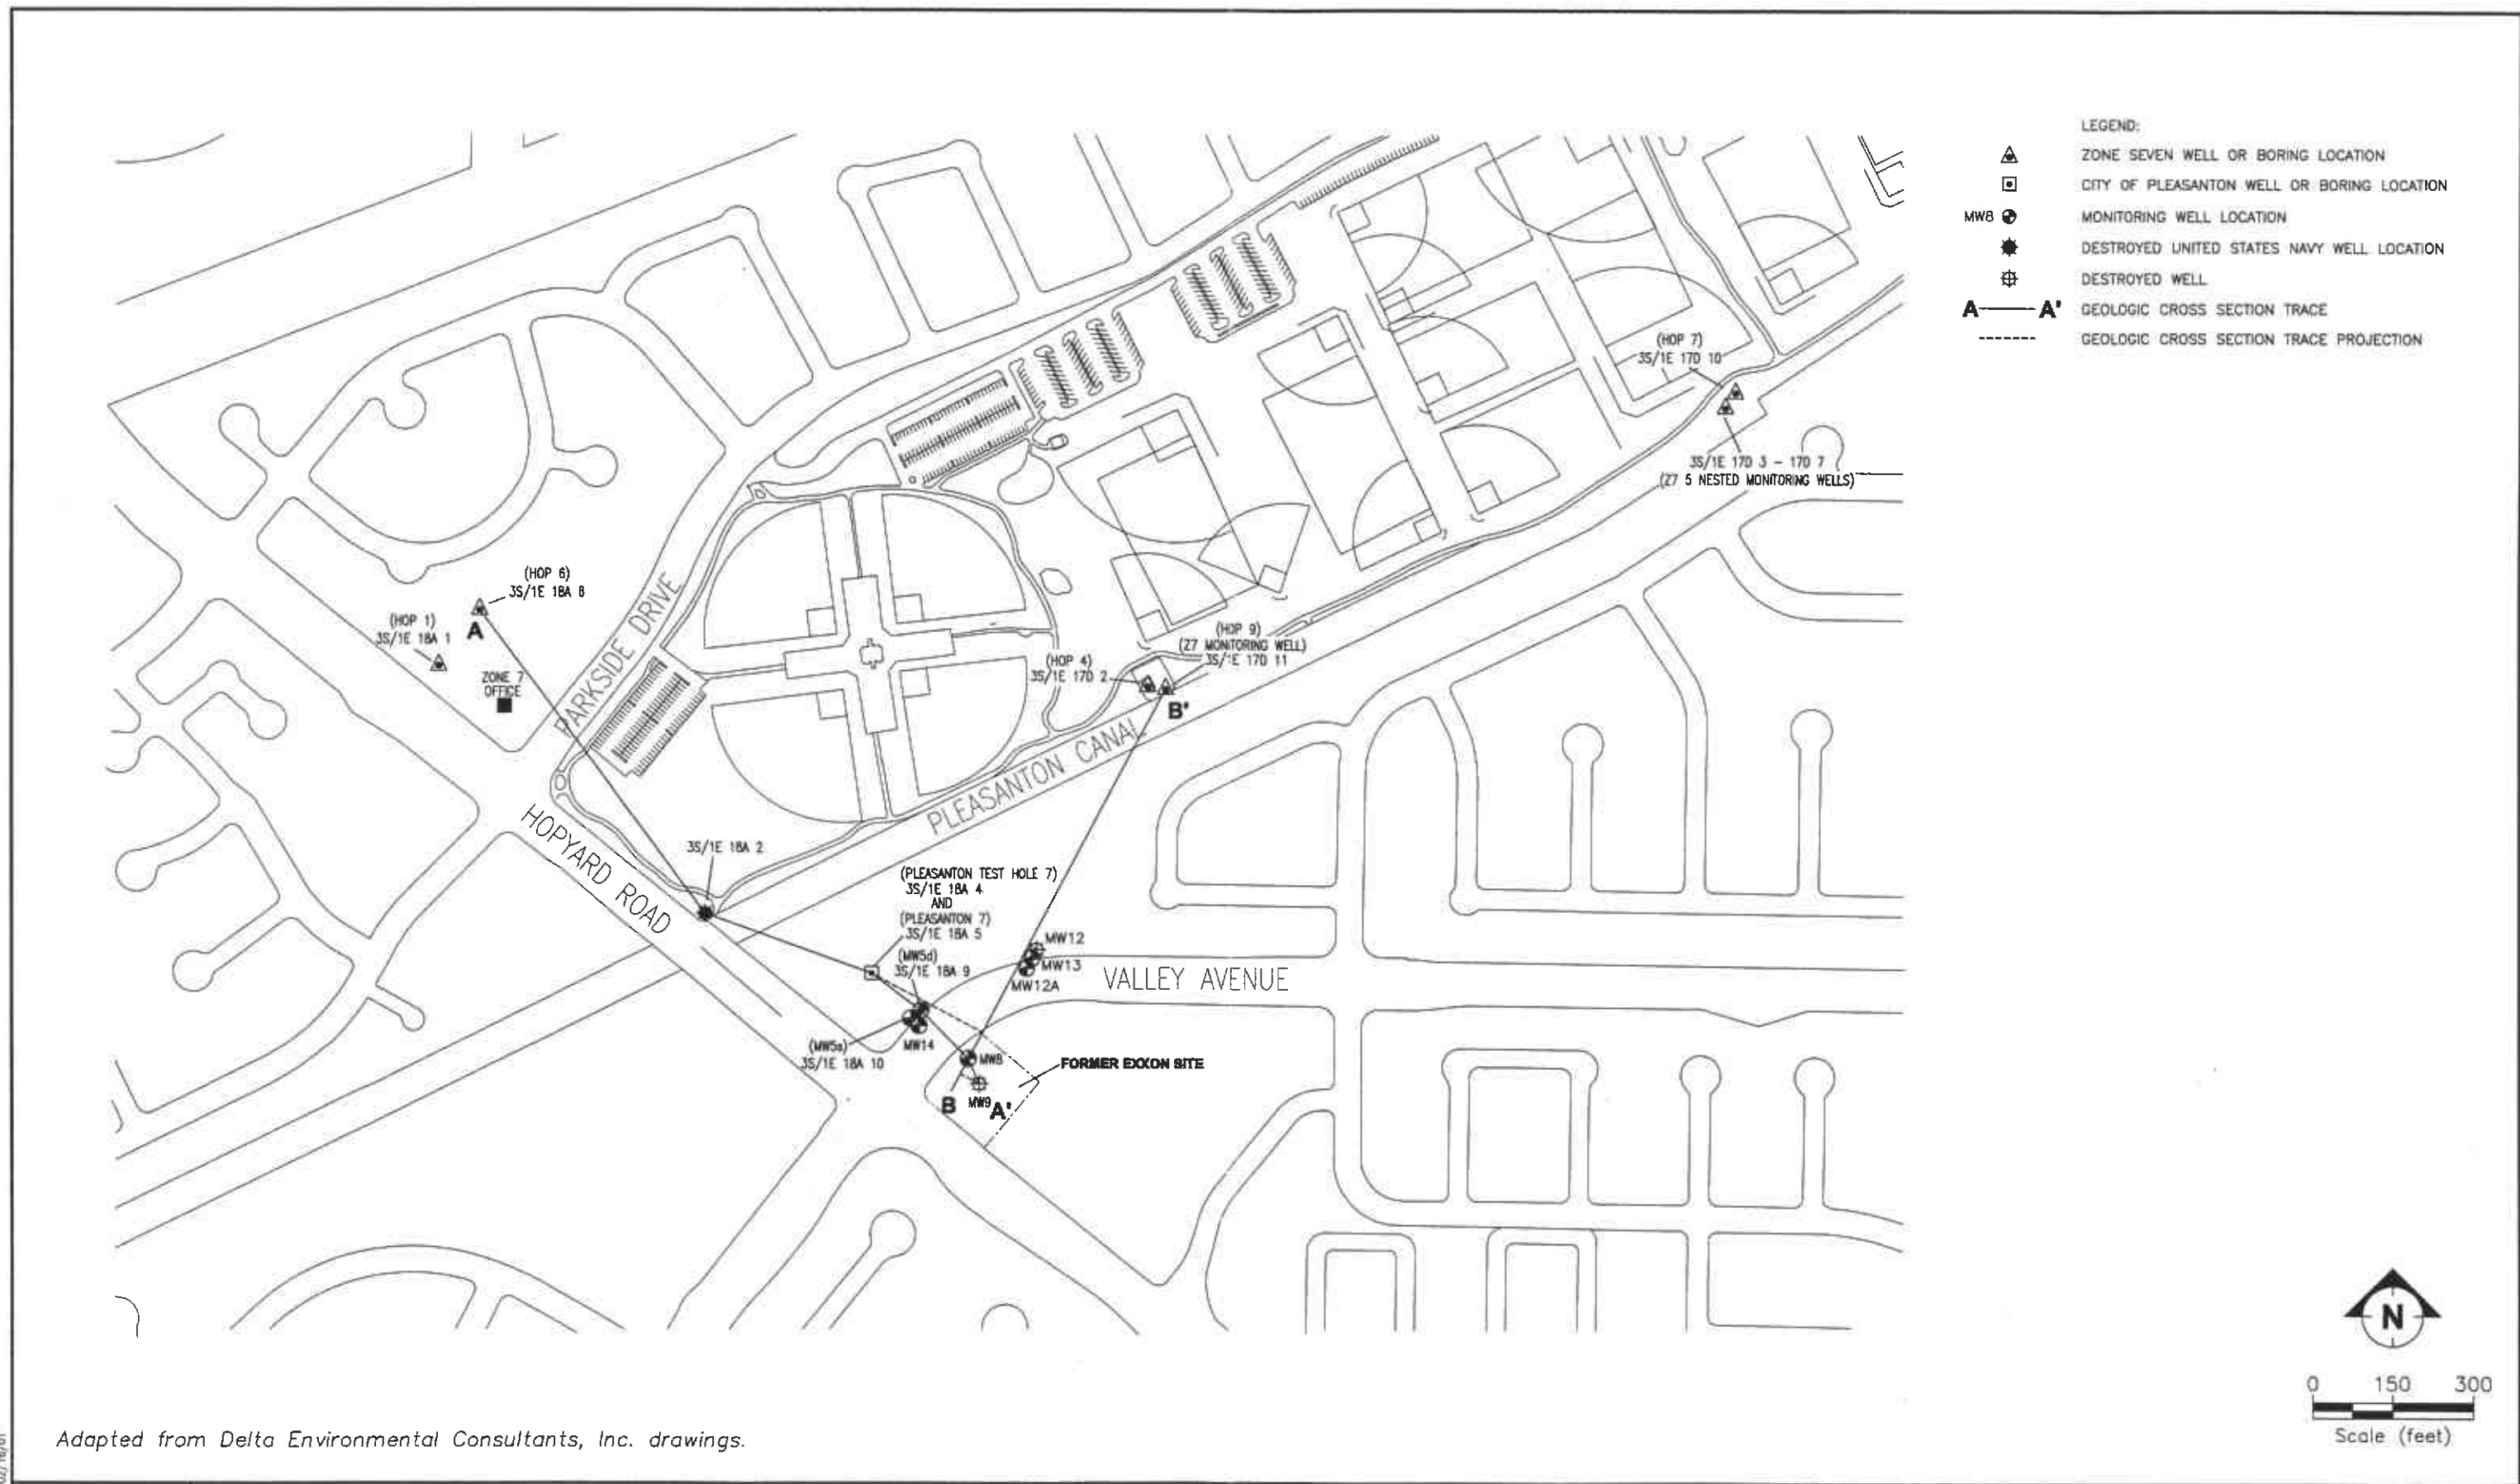 LEGEND:
ZONE SEVEN WELL OR BORING LOCATION
CITY OF PLEASANTON WELL OR BORING LOCATION
MW8 MONITORING WELL LOCATION
DESTROYED UNITED STATES NAVY WELL LOCATION
DESTROYED WELL
A A' GEOLOGIC CROSS SECTION TRACE
GEOLOGIC CROSS SECTION TRACE PROJECTION
(HOP 7)
3S/1E 17D 10
3S/1E 17D 3 - 17D 7
(Z7 5 NESTED MONITORING WELLS)
(HOP 6)
3S/1E 18A 8
A
(HOP 1)
3S/1E 18A 1
ZONE 7
OFFICE
PARKSIDE DRIVE
(HOP 9)
(Z7 MONITORING WELL)
3S/1E 17D 11
(HOP 4)
3S/1E 17D 2
B'
PLEASANTON CANAL
HOPYARD ROAD
3S/1E 18A 2
(PLEASANTON TEST HOLE 7)
3S/1E 18A 4
AND
(PLEASANTON 7)
3S/1E 18A 5
(MW5d)
3S/1E 18A 9
MW12
MW13
MW12A
VALLEY AVENUE
(MW5s)
3S/1E 18A 10
MW14
MW8
FORMER EXXON SITE
B
MW9
A'
N
0 150 300
Scale (feet)
Adapted from Delta Environmental Consultants, Inc. drawings.